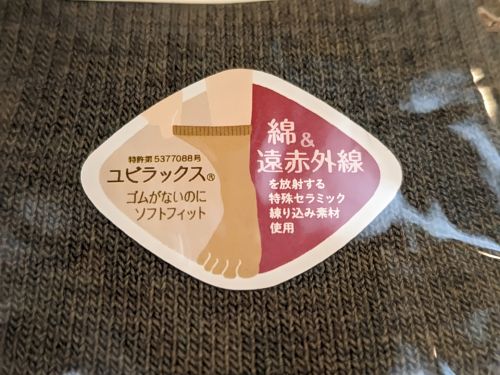 特許第5377088号
ユビラックス®
ゴムがないのに
ソフトフィット
綿&
遠赤外線
を放射する
特殊セラミック
練り込み素材
使用